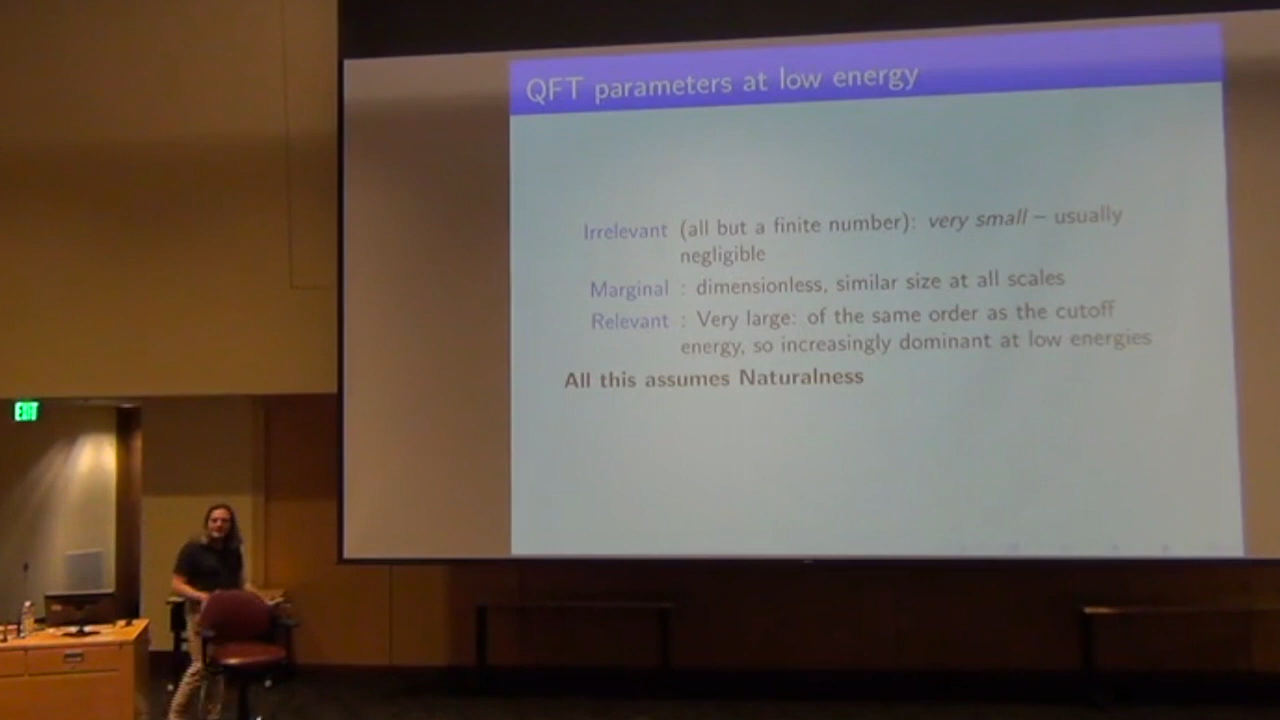 QFT parameters at low energy
Irrelevant (all but a finite number): very small – usually
negligible
Marginal : dimensionless, similar size at all scales
Relevant : Very large: of the same order as the cutoff
energy, so increasingly dominant at low energies
All this assumes Naturalness
EXIT